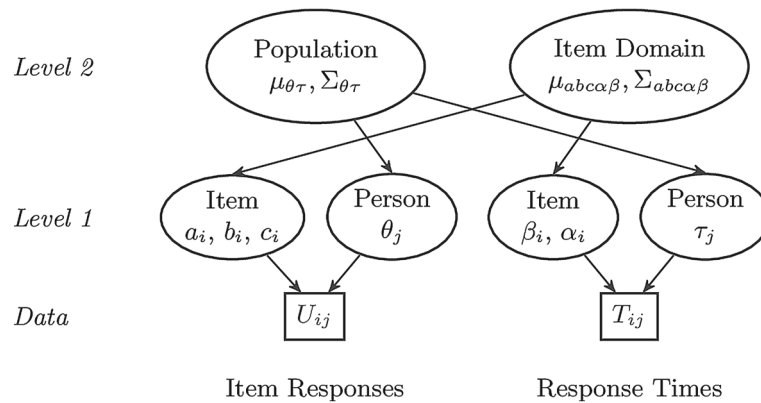 Level 2
Population
μ_{θτ}, Σ_{θτ}
Item Domain
μ_{abcαβ}, Σ_{abcαβ}
Level 1
Item
a_i, b_i, c_i
Person
θ_j
Item
β_i, α_i
Person
τ_j
Data
U_{ij}
T_{ij}
Item Responses
Response Times